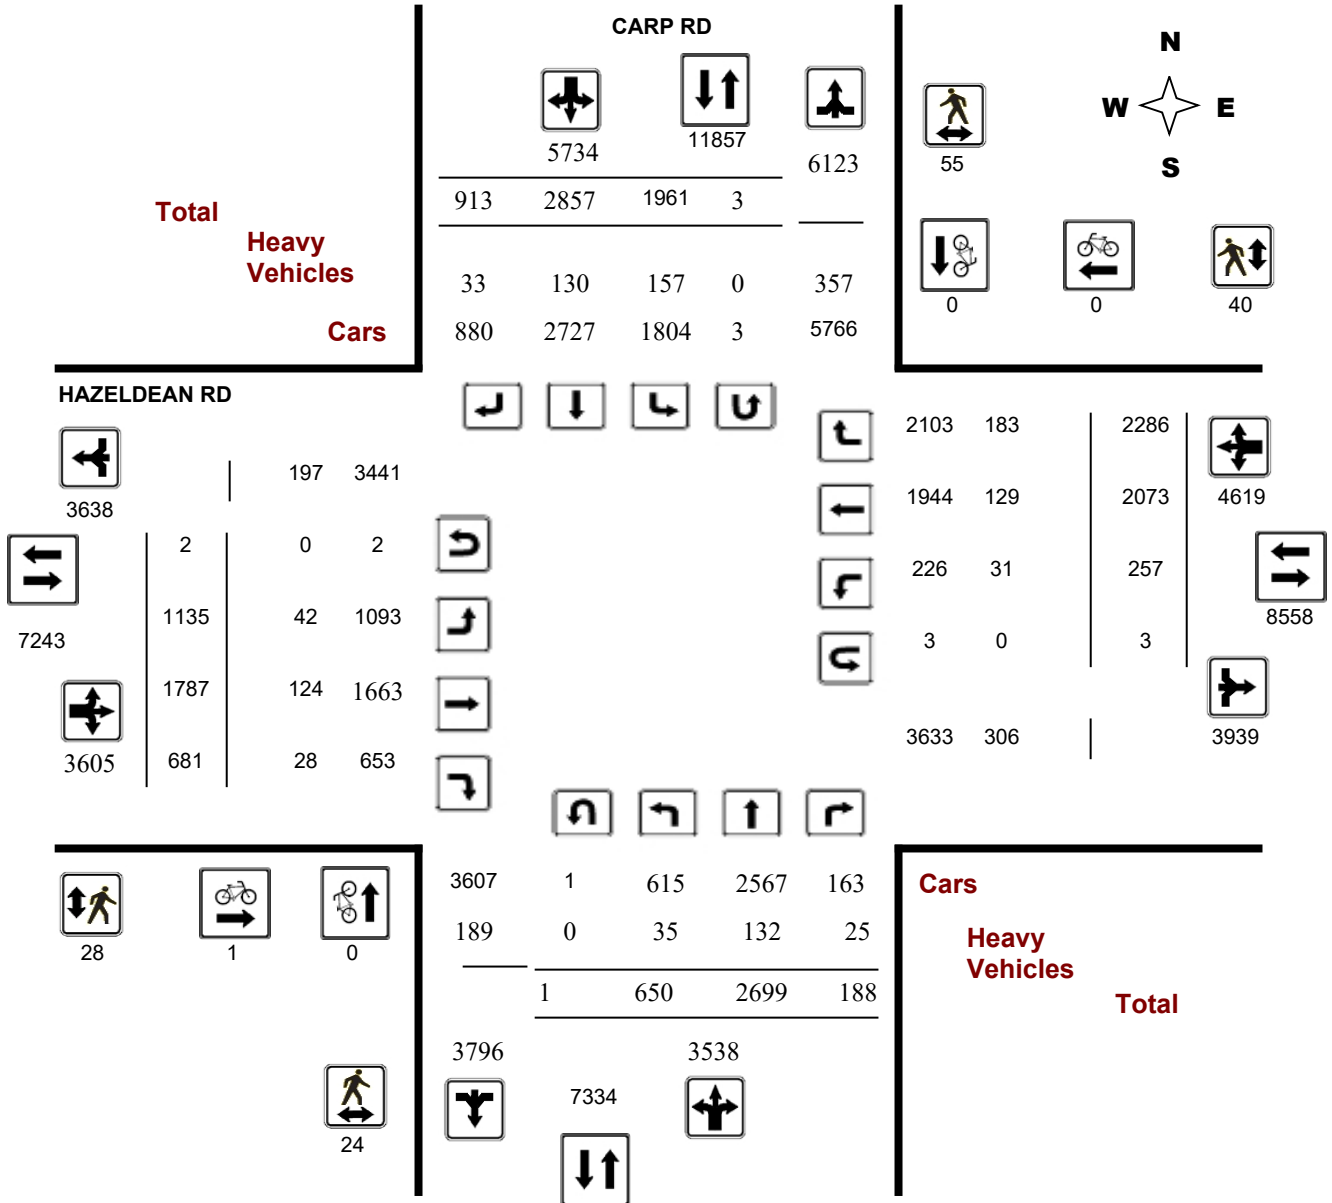 CARP RD
N
W E
S
5734 11857 6123 55
913 2857 1961 3
Total
Heavy
Vehicles
33 130 157 0 357
Cars 880 2727 1804 3 5766
0 0 40
HAZELDEAN RD
3638
197 3441
2 0 2
7243
1135 42 1093
1787 124 1663
3605
681 28 653
2103 183 2286
4619
1944 129 2073
226 31 257
8558
3 0 3
3633 306
3939
3607 1 615 2567 163
189 0 35 132 25
1 650 2699 188
28 1 0
Cars
Heavy
Vehicles
Total
3796 3538
7334
24